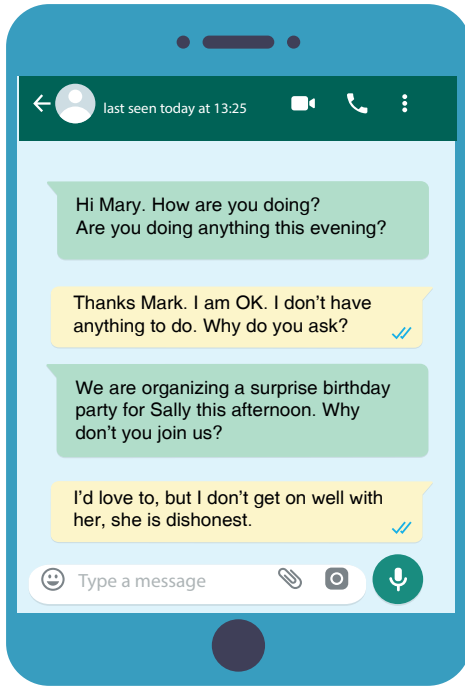 last seen today at 13:25
Hi Mary. How are you doing?
Are you doing anything this evening?
Thanks Mark. I am OK. I don't have
anything to do. Why do you ask?
We are organizing a surprise birthday
party for Sally this afternoon. Why
don't you join us?
I'd love to, but I don't get on well with
her, she is dishonest.
Type a message